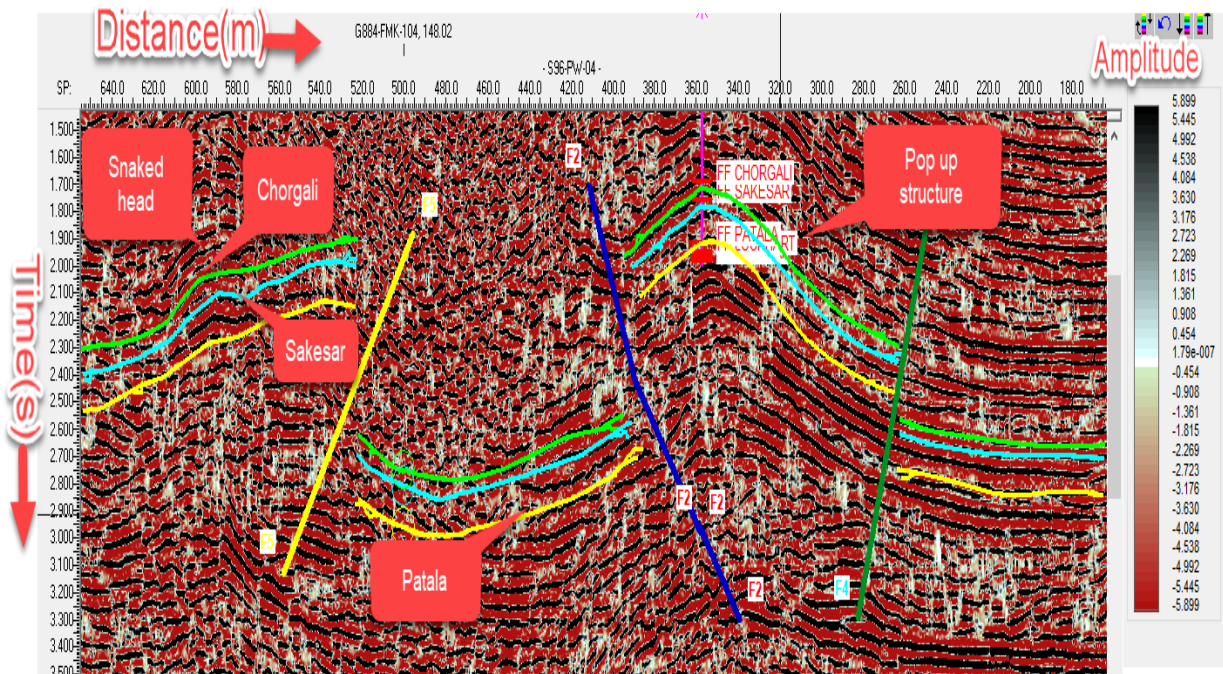 Distance(m)
G884-FMK-104, 148.02
- S96-PW-04 -
Amplitude
SP: 640.0 620.0 600.0 580.0 560.0 540.0 520.0 500.0 480.0 460.0 440.0 420.0 400.0 380.0 360.0 340.0 320.0 300.0 280.0 260.0 240.0 220.0 200.0 180.0
Time(s)
1.500
1.600
1.700
1.800
1.900
2.000
2.100
2.200
2.300
2.400
2.500
2.600
2.700
2.800
2.900
3.000
3.100
3.200
3.300
3.400
3.500
Snaked
head
Chorgali
Sakesar
Patala
Pop up
structure
FF CHORGALI
FF SAKESAR
FF PATALA
F2
F5
F5
F2
F2
F2
F4
5.899
5.445
4.992
4.538
4.084
3.630
3.176
2.723
2.269
1.815
1.361
0.908
0.454
1.79e-007
-0.454
-0.908
-1.361
-1.815
-2.269
-2.723
-3.176
-3.630
-4.084
-4.538
-4.992
-5.445
-5.899